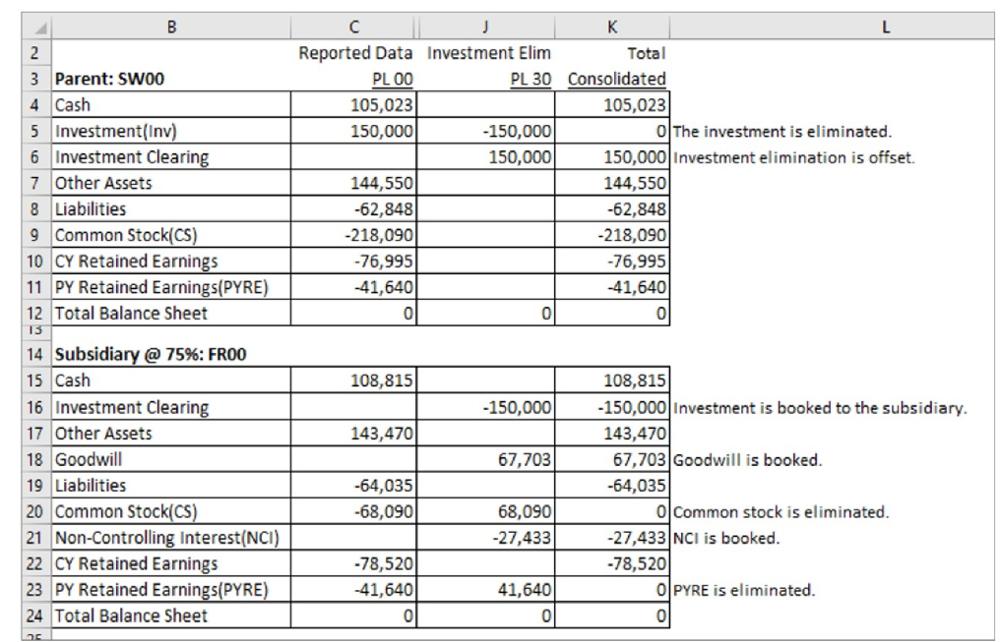 B C J K L
2 Reported Data Investment Elim Total
3 Parent: SW00 PL 00 PL 30 Consolidated
4 Cash 105,023 105,023
5 Investment(Inv) 150,000 -150,000 0 The investment is eliminated.
6 Investment Clearing 150,000 150,000 Investment elimination is offset.
7 Other Assets 144,550 144,550
8 Liabilities -62,848 -62,848
9 Common Stock(CS) -218,090 -218,090
10 CY Retained Earnings -76,995 -76,995
11 PY Retained Earnings(PYRE) -41,640 -41,640
12 Total Balance Sheet 0 0 0
13
14 Subsidiary @ 75%: FR00
15 Cash 108,815 108,815
16 Investment Clearing -150,000 -150,000 Investment is booked to the subsidiary.
17 Other Assets 143,470 143,470
18 Goodwill 67,703 67,703 Goodwill is booked.
19 Liabilities -64,035 -64,035
20 Common Stock(CS) -68,090 68,090 0 Common stock is eliminated.
21 Non-Controlling Interest(NCI) -27,433 -27,433 NCI is booked.
22 CY Retained Earnings -78,520 -78,520
23 PY Retained Earnings(PYRE) -41,640 41,640 0 PYRE is eliminated.
24 Total Balance Sheet 0 0 0